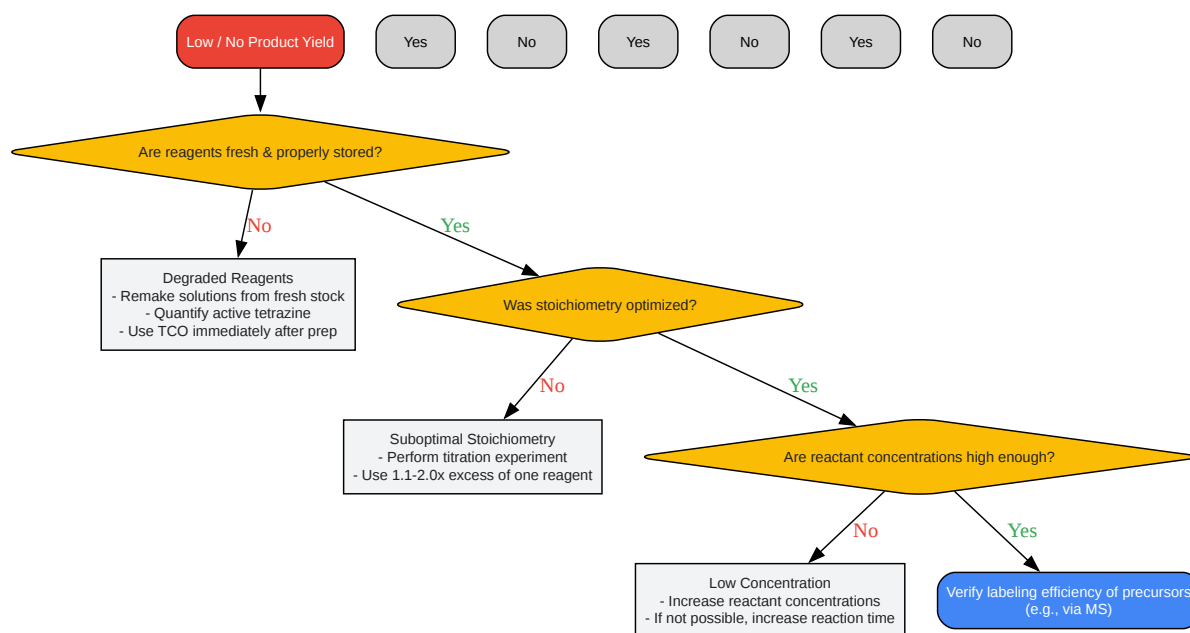 Low / No Product Yield
Yes
No
Yes
No
Yes
No
Are reagents fresh & properly stored?
No
Yes
Degraded Reagents
- Remake solutions from fresh stock
- Quantify active tetrazine
- Use TCO immediately after prep
Was stoichiometry optimized?
No
Yes
Suboptimal Stoichiometry
- Perform titration experiment
- Use 1.1-2.0x excess of one reagent
Are reactant concentrations high enough?
No
Yes
Low Concentration
- Increase reactant concentrations
- If not possible, increase reaction time
Verify labeling efficiency of precursors
(e.g., via MS)